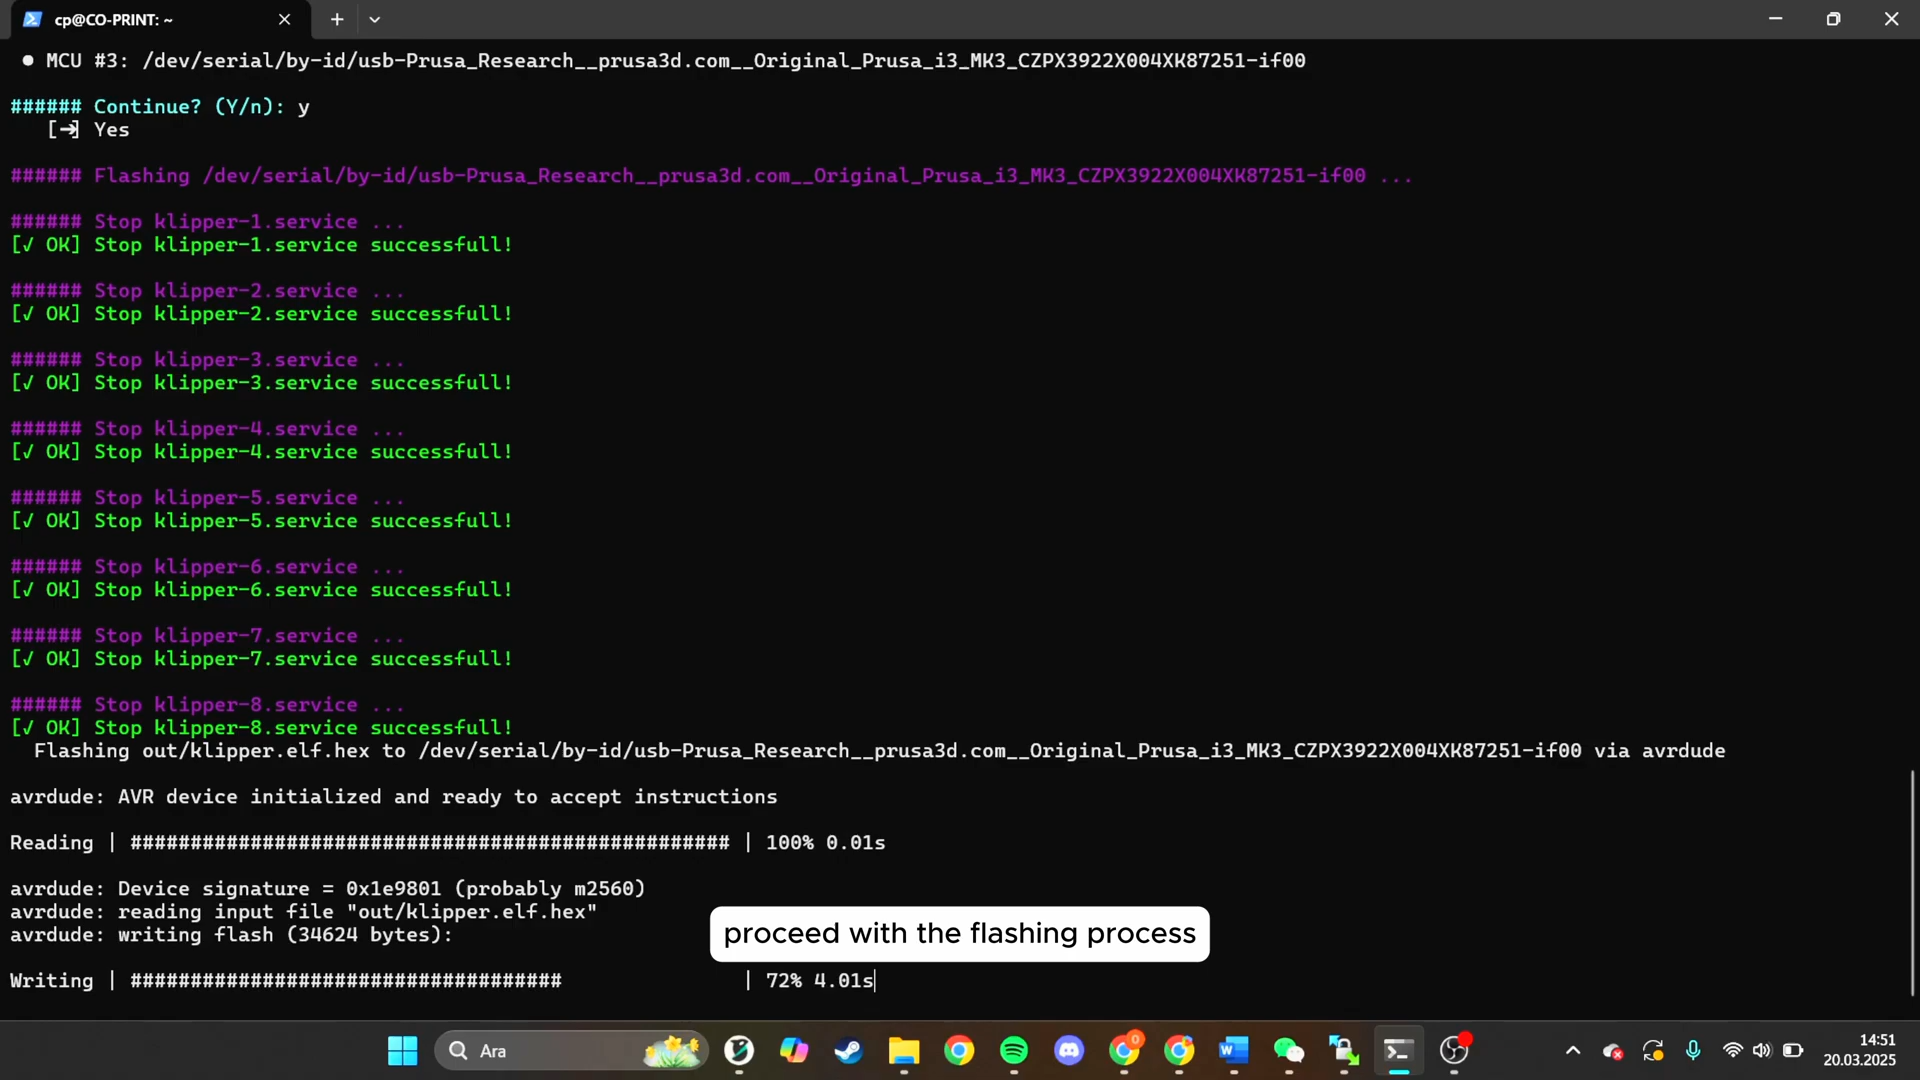 cp@CO-PRINT: ~
● MCU #3: /dev/serial/by-id/usb-Prusa_Research__prusa3d.com__Original_Prusa_i3_MK3_CZPX3922X004XK87251-if00
###### Continue? (Y/n): y
[➔] Yes
###### Flashing /dev/serial/by-id/usb-Prusa_Research__prusa3d.com__Original_Prusa_i3_MK3_CZPX3922X004XK87251-if00 ...
###### Stop klipper-1.service ...
[✓ OK] Stop klipper-1.service successfull!
###### Stop klipper-2.service ...
[✓ OK] Stop klipper-2.service successfull!
###### Stop klipper-3.service ...
[✓ OK] Stop klipper-3.service successfull!
###### Stop klipper-4.service ...
[✓ OK] Stop klipper-4.service successfull!
###### Stop klipper-5.service ...
[✓ OK] Stop klipper-5.service successfull!
###### Stop klipper-6.service ...
[✓ OK] Stop klipper-6.service successfull!
###### Stop klipper-7.service ...
[✓ OK] Stop klipper-7.service successfull!
###### Stop klipper-8.service ...
[✓ OK] Stop klipper-8.service successfull!
Flashing out/klipper.elf.hex to /dev/serial/by-id/usb-Prusa_Research__prusa3d.com__Original_Prusa_i3_MK3_CZPX3922X004XK87251-if00 via avrdude
avrdude: AVR device initialized and ready to accept instructions
Reading | ################################################## | 100% 0.01s
avrdude: Device signature = 0x1e9801 (probably m2560)
avrdude: reading input file "out/klipper.elf.hex"
avrdude: writing flash (34624 bytes):
proceed with the flashing process
Writing | #################################### | 72% 4.01s
Ara
0
14:51
20.03.2025